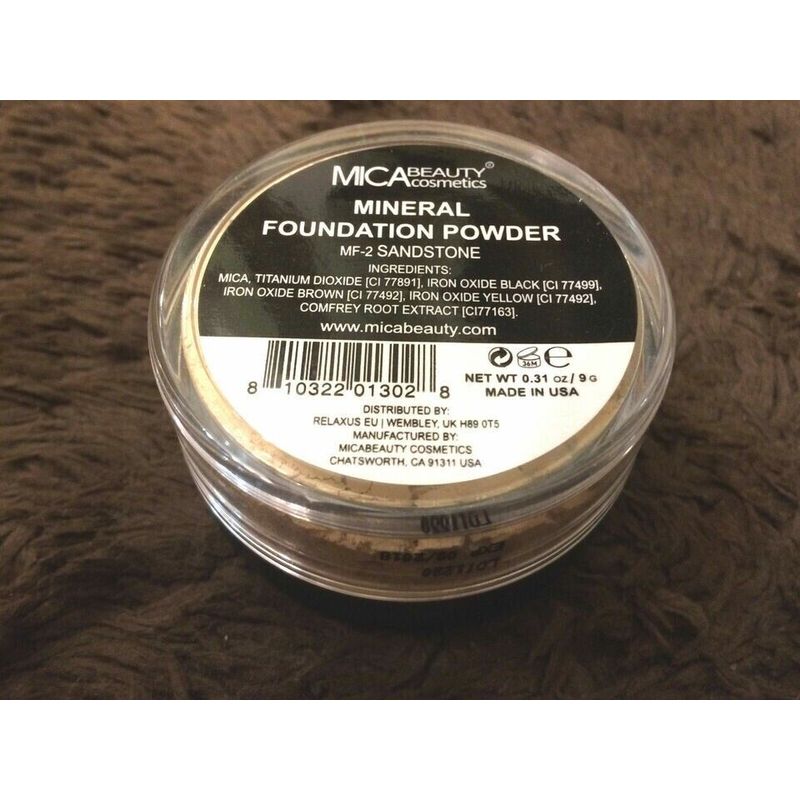 MICABEAUTY®
cosmetics
MINERAL
FOUNDATION POWDER
MF-2 SANDSTONE
INGREDIENTS:
MICA, TITANIUM DIOXIDE [CI 77891], IRON OXIDE BLACK [CI 77499],
IRON OXIDE BROWN [CI 77492], IRON OXIDE YELLOW [CI 77492],
COMFREY ROOT EXTRACT [CI77163].
www.micabeauty.com
36M e
8 10322 01302 8
NET WT 0.31 OZ / 9 G
MADE IN USA
DISTRIBUTED BY:
RELAXUS EU | WEMBLEY, UK H89 0T5
MANUFACTURED BY:
MICABEAUTY COSMETICS
CHATSWORTH, CA 91311 USA